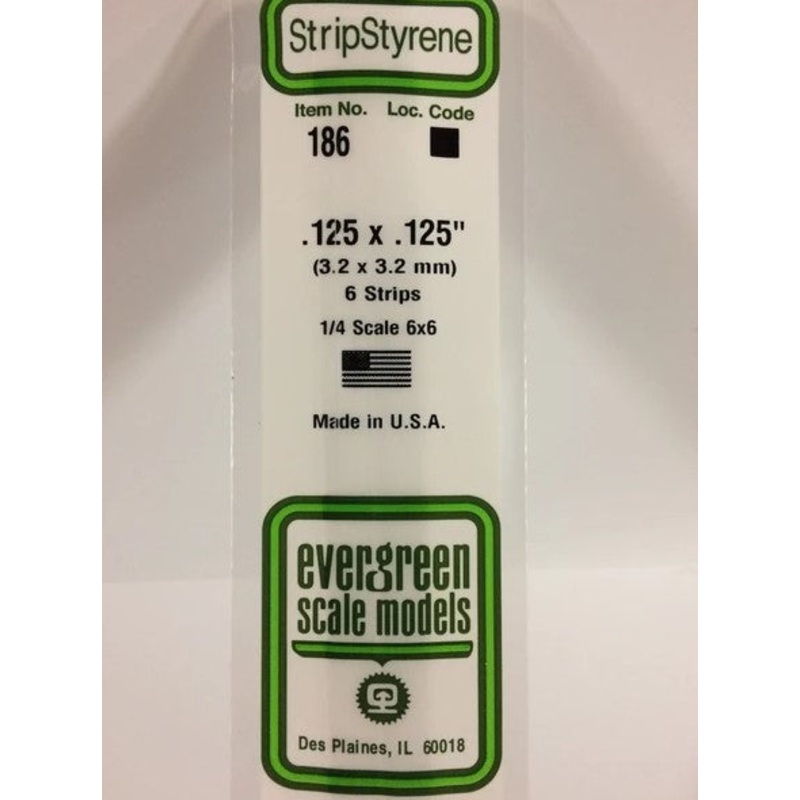 StripStyrene
Item No. Loc. Code
186
.125 x .125"
(3.2 x 3.2 mm)
6 Strips
1/4 Scale 6x6
Made in U.S.A.
evergreen
scale models
Des Plaines, IL 60018